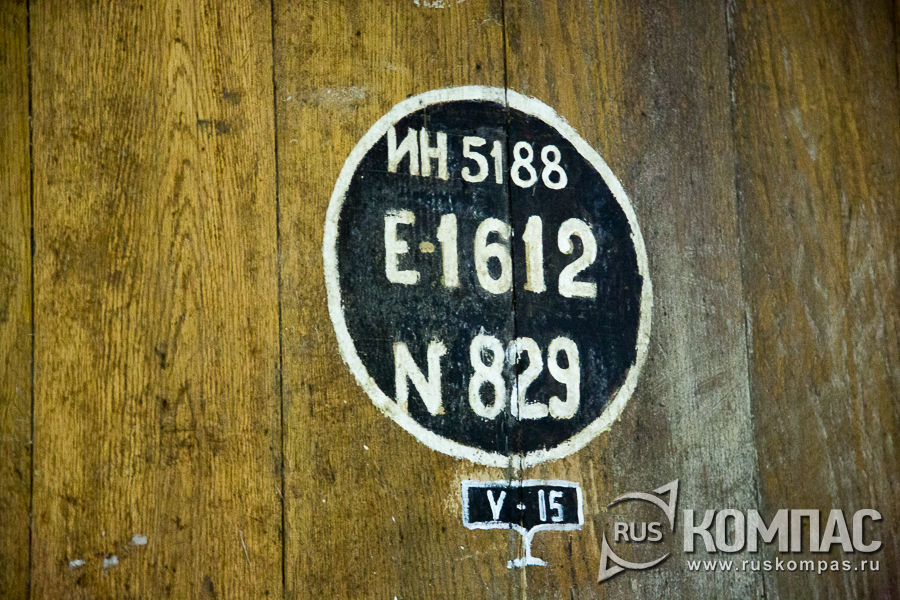 ИН 5188
Е-1612
N 829
V - 15
RUS КОМПАС
www.ruskompas.ru